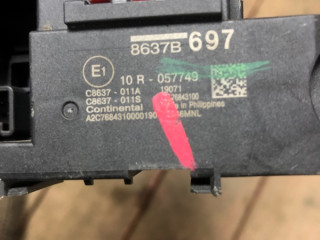 8637B 697
E1
10 R - 057749
C8637 - 011A 19071
C8637 - 011S
Continental in Philippines
A2C7684310000190